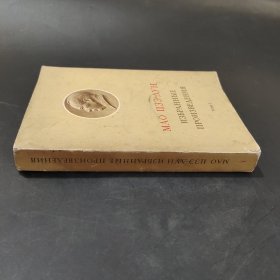 МАО ЦЗЭ-ДУН
ИЗБРАННЫЕ
ПРОИЗВЕДЕНИЯ
МАО ЦЗЭ-ДУН ИЗБРАННЫЕ ПРОИЗВЕДЕНИЯ